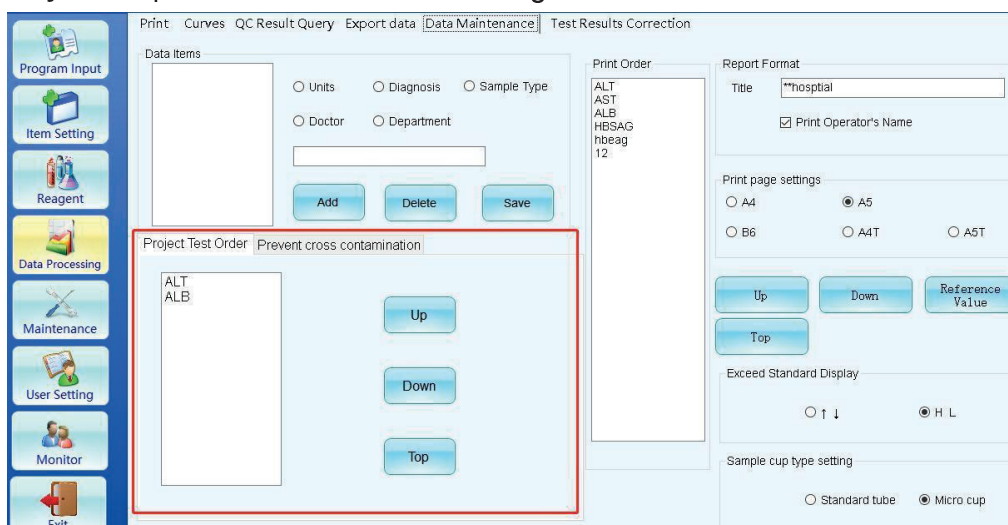 Print Curves QC Result Query Export data Data Maintenance Test Results Correction
Program Input
Item Setting
Reagent
Data Processing
Maintenance
User Setting
Monitor
Exit
Data Items
Units Diagnosis Sample Type
Doctor Department
Add Delete Save
Project Test Order Prevent cross contamination
ALT
ALB
Up
Down
Top
Print Order
ALT
AST
ALB
HBSAG
hbeag
12
Report Format
Title **hosptial
Print Operator's Name
Print page settings
A4 A5
B6 A4T A5T
Up Down Reference
Value
Top
Exceed Standard Display
↑ ↓ H L
Sample cup type setting
Standard tube Micro cup